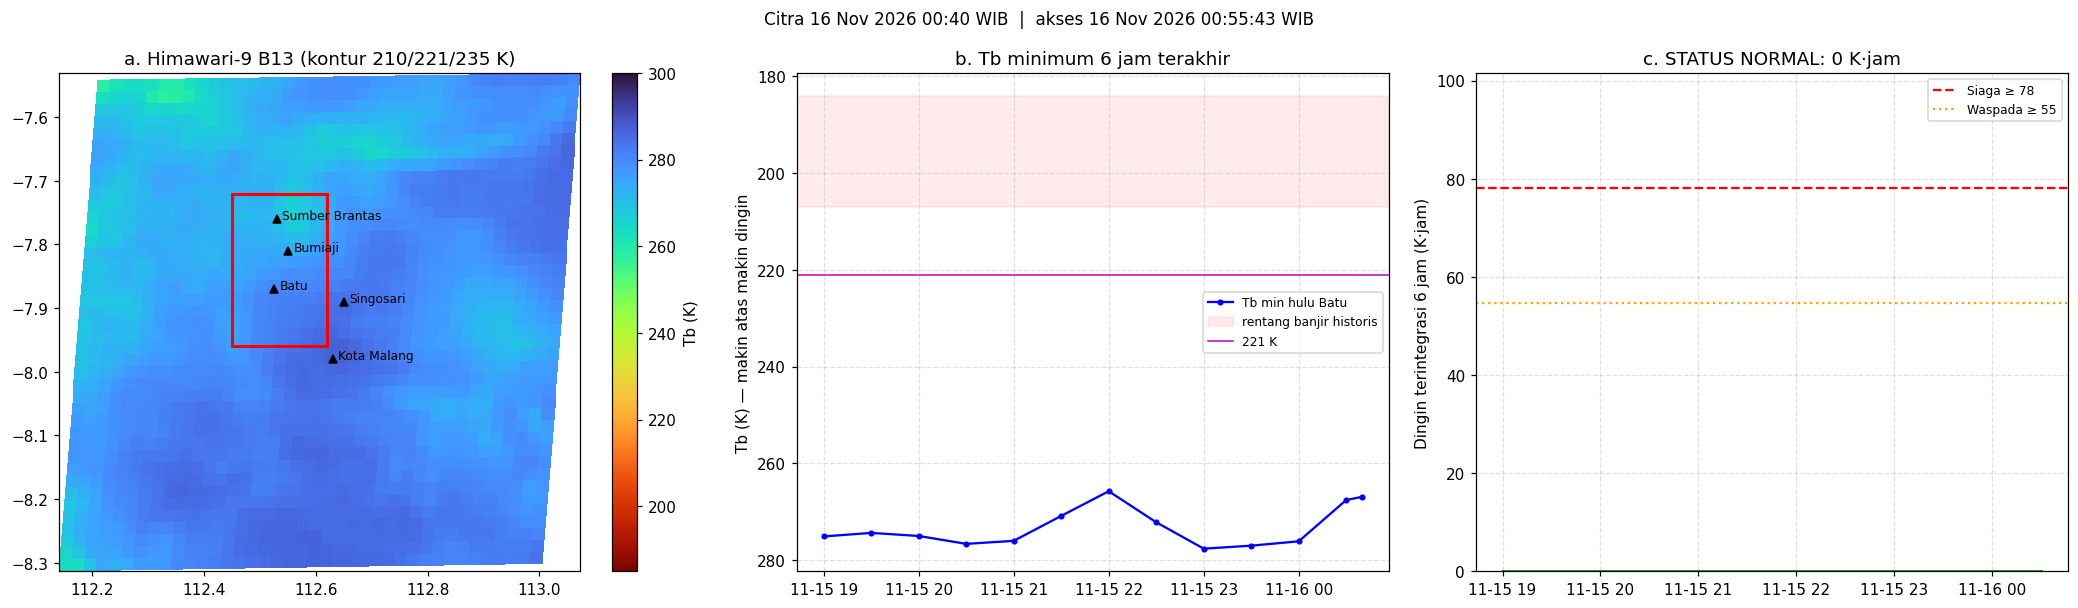 Citra 16 Nov 2026 00:40 WIB | akses 16 Nov 2026 00:55:43 WIB
a. Himawari-9 B13 (kontur 210/221/235 K)
−7.6
−7.7
−7.8
−7.9
−8.0
−8.1
−8.2
−8.3
112.2
112.4
112.6
112.8
113.0
Sumber Brantas
Bumiaji
Batu
Singosari
Kota Malang
300
280
260
240
220
200
Tb (K)
b. Tb minimum 6 jam terakhir
Tb (K) — makin atas makin dingin
180
200
220
240
260
280
Tb min hulu Batu
rentang banjir historis
221 K
11-15 19
11-15 20
11-15 21
11-15 22
11-15 23
11-16 00
c. STATUS NORMAL: 0 K·jam
Dingin terintegrasi 6 jam (K·jam)
100
80
60
40
20
0
Siaga ≥ 78
Waspada ≥ 55
11-15 19
11-15 20
11-15 21
11-15 22
11-15 23
11-16 00